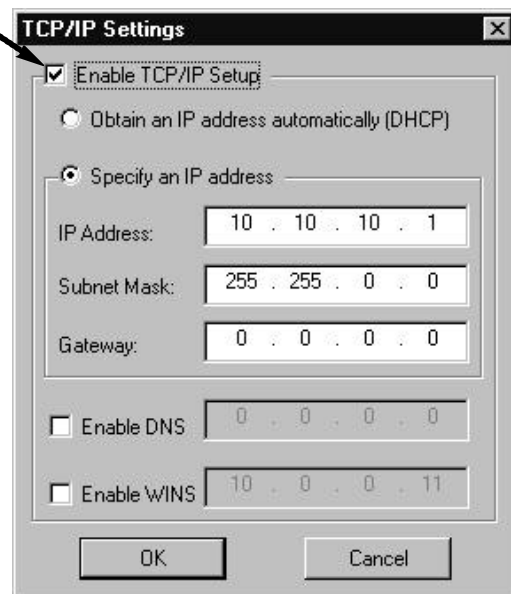 TCP/IP Settings
Enable TCP/IP Setup
Obtain an IP address automatically (DHCP)
Specify an IP address
IP Address: 10 . 10 . 10 . 1
Subnet Mask: 255 . 255 . 0 . 0
Gateway: 0 . 0 . 0 . 0
Enable DNS 0 . 0 . 0 . 0
Enable WINS 10 . 0 . 0 . 11
OK Cancel